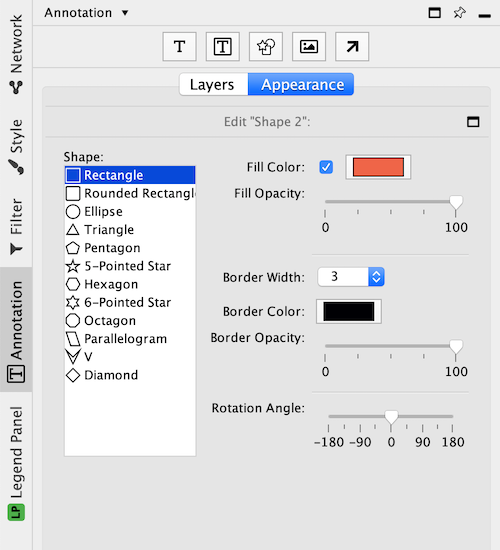 Annotation
Network
Style
Filter
Annotation
LP Legend Panel
T
T
Layers
Appearance
Edit "Shape 2":
Shape:
Rectangle
Rounded Rectangl
Ellipse
Triangle
Pentagon
5-Pointed Star
Hexagon
6-Pointed Star
Octagon
Parallelogram
V
Diamond
Fill Color:
Fill Opacity:
0 100
Border Width: 3
Border Color:
Border Opacity:
0 100
Rotation Angle:
-180 -90 0 90 180